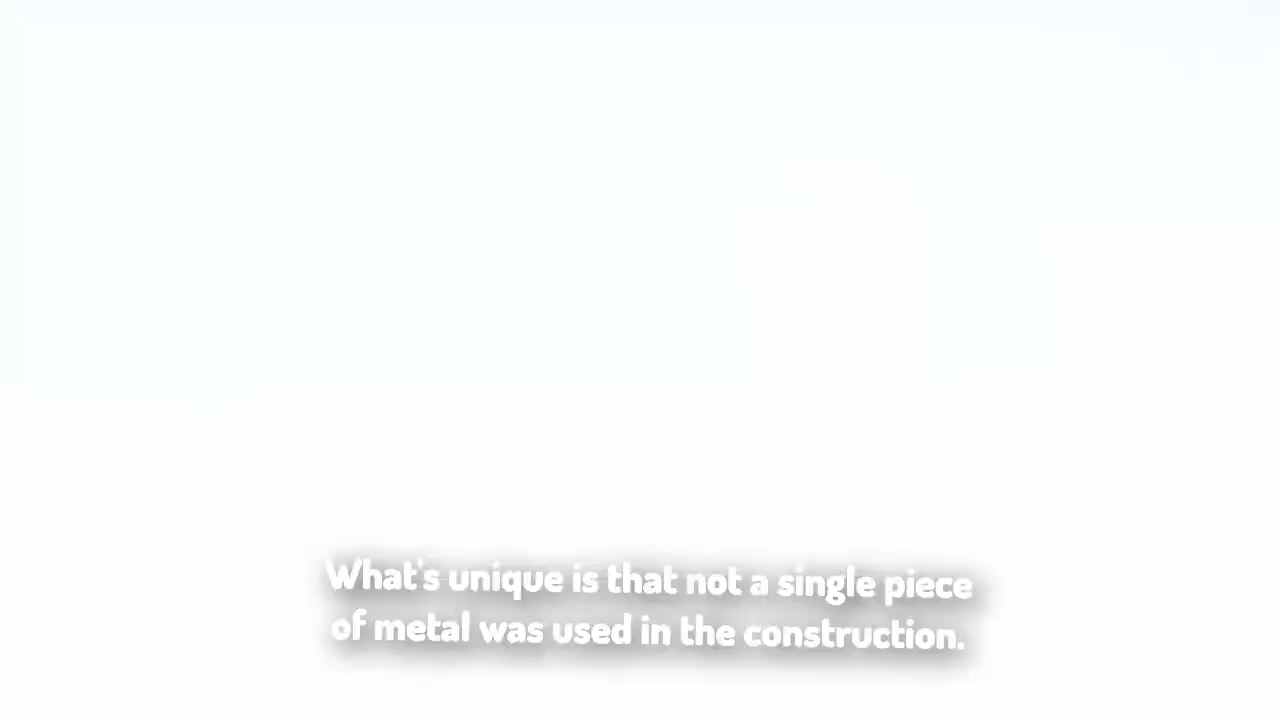 What's unique is that not a single piece
of metal was used in the construction.